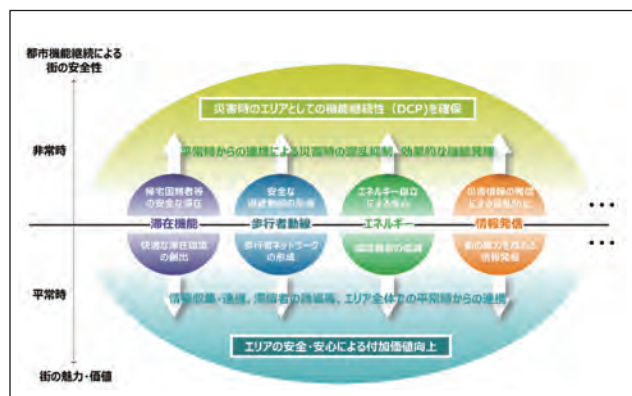 都市機能継続による
街の安全性
災害時のエリアとしての機能継続性（DCP)を確保
非常時
平常時からの連携による災害時の混乱抑制、効果的な機能発揮
帰宅困難者等
の安全な滞在
安全な
避難動線の形成
エネルギー自立
による安心
災害情報の発信
による混乱防止
滞在機能
歩行者動線
エネルギー
情報発信
・・・
快適な滞在環境
の創出
歩行者ネットワーク
の形成
環境負荷の低減
街の魅力を高める
情報発信
・・・
平常時
情報収集・連携、滞留者の誘導等、エリア全体での平常時からの連携
エリアの安全・安心による付加価値向上
街の魅力・価値